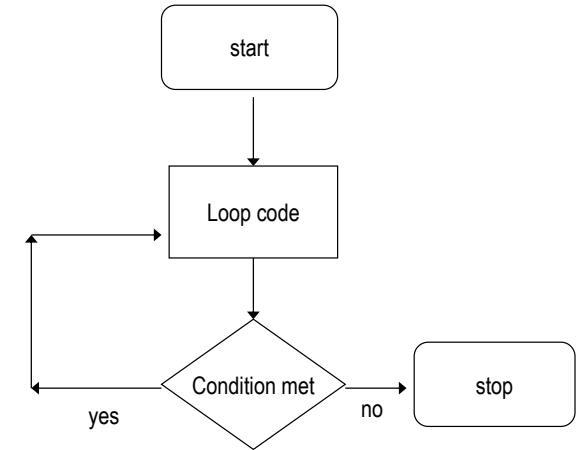 start
Loop code
Condition met
yes
no
stop